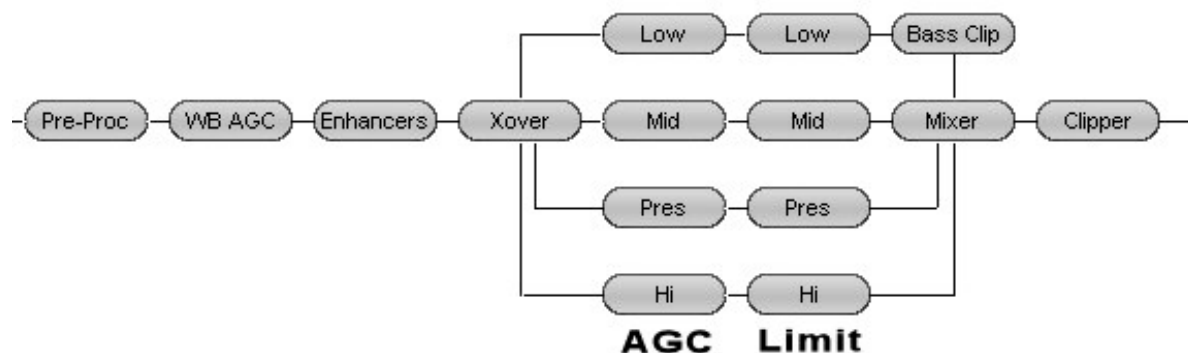 Low Low Bass Clip
Pre-Proc WB AGC Enhancers Xover Mid Mid Mixer Clipper
Pres Pres
Hi Hi
AGC Limit